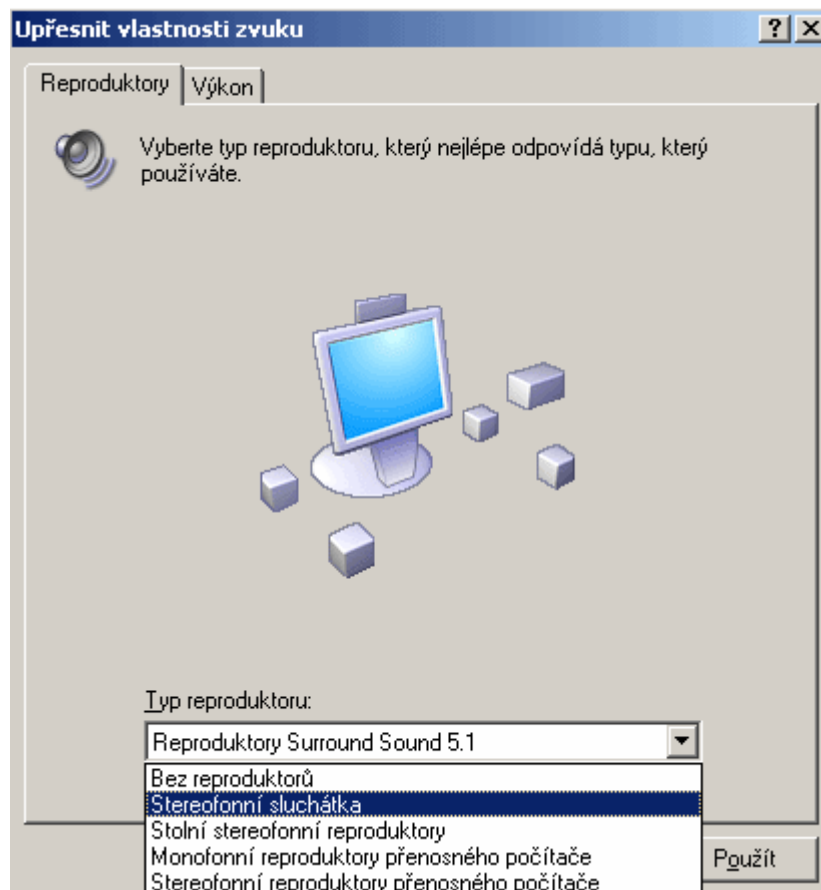 Upřesnit vlastnosti zvuku
Reproduktory Výkon
Vyberte typ reproduktoru, který nejlépe odpovídá typu, který
používáte.
Typ reproduktoru:
Reproduktory Surround Sound 5.1
Bez reproduktorů
Stereofonní sluchátka
Stolní stereofonní reproduktory
Monofonní reproduktory přenosného počítače
Použít
Stereofonní reproduktory přenosného počítače